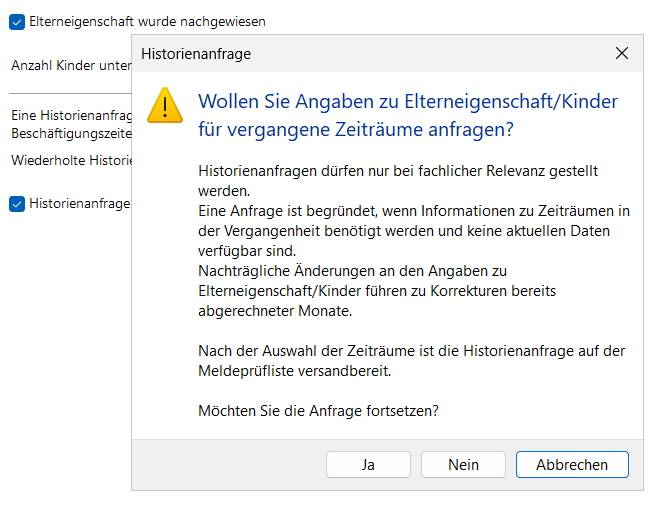 Elterneigenschaft wurde nachgewiesen
Historienanfrage
Anzahl Kinder unter
Wollen Sie Angaben zu Elterneigenschaft/Kinder
für vergangene Zeiträume anfragen?
Eine Historienanfrag
Beschäftigungszeite
Wiederholte Historie
Historienanfrage
Historienanfragen dürfen nur bei fachlicher Relevanz gestellt
werden.
Eine Anfrage ist begründet, wenn Informationen zu Zeiträumen in
der Vergangenheit benötigt werden und keine aktuellen Daten
verfügbar sind.
Nachträgliche Änderungen an den Angaben zu
Elterneigenschaft/Kinder führen zu Korrekturen bereits
abgerechneter Monate.
Nach der Auswahl der Zeiträume ist die Historienanfrage auf der
Meldeprüfliste versandbereit.
Möchten Sie die Anfrage fortsetzen?
Ja
Nein
Abbrechen